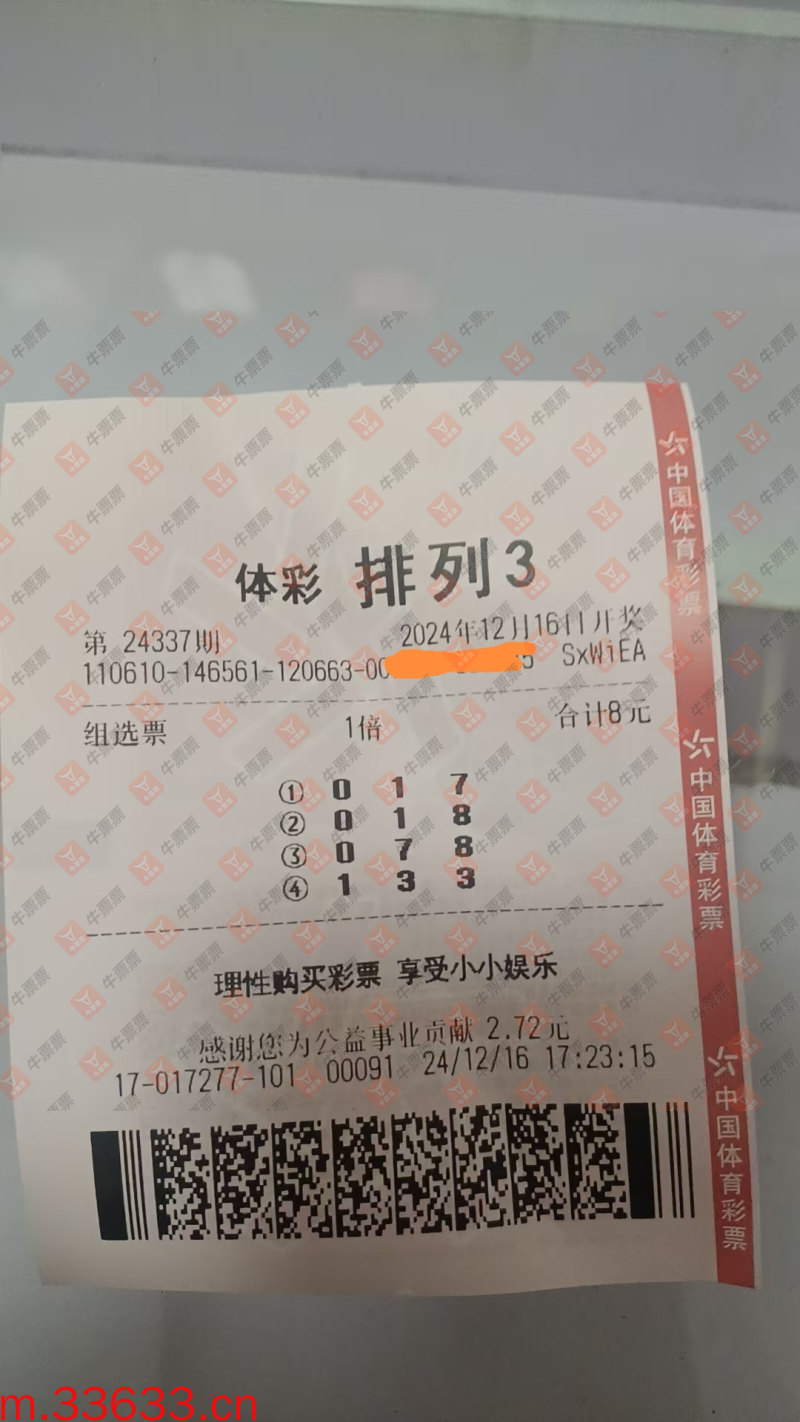 体彩 排列3
第 24337期 2024年12月16日开奖
110610-146561-120663-00 SxWiEA
组选票 1倍 合计8元
① 0 1 7
② 0 1 8
③ 0 7 8
④ 1 3 3
理性购买彩票 享受小小娱乐
感谢您为公益事业贡献 2.72元
17-017277-101 00091 24/12/16 17:23:15
中国体育彩票
中国体育彩票
中国体育彩票
牛票票
m.33633.cn